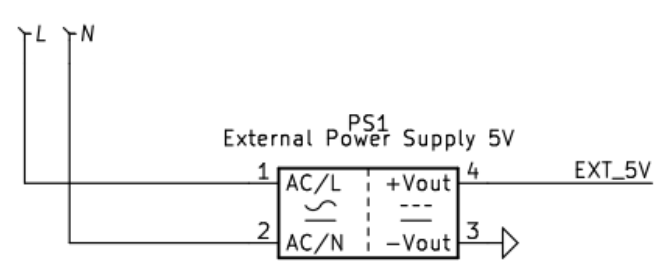 L N
PS1
External Power Supply 5V
1 AC/L +Vout 4 EXT_5V
2 AC/N -Vout 3